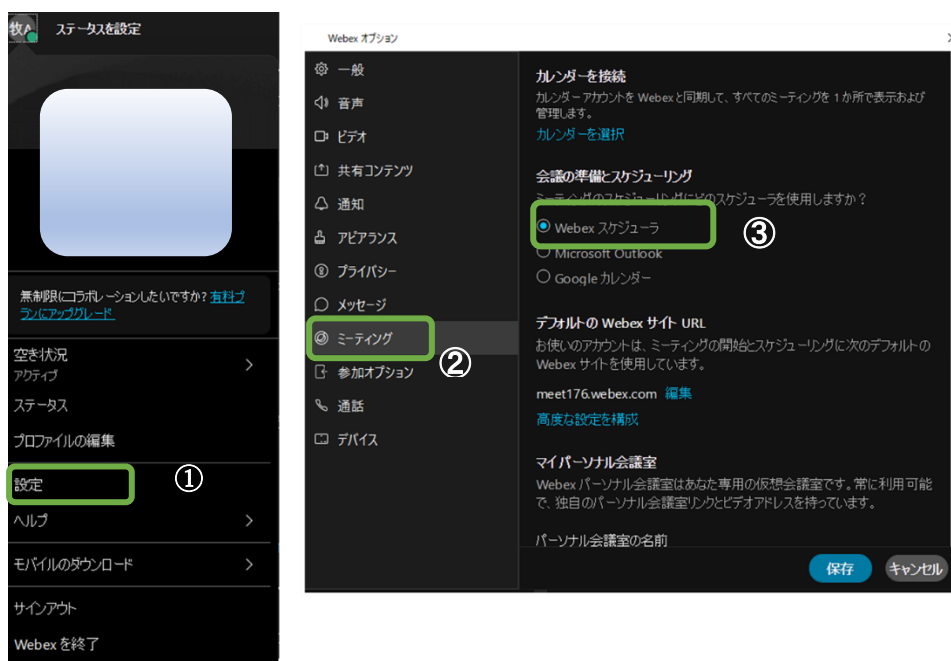 牧A ステータスを設定
無制限にコラボレーションしたいですか? 有料プ
ランにアップグレード
空き状況
アクティブ
ステータス
プロファイルの編集
設定
①
ヘルプ
モバイルのダウンロード
サインアウト
Webex を終了
Webex オプション
一般
音声
ビデオ
共有コンテンツ
通知
アピアランス
プライバシー
メッセージ
ミーティング
②
参加オプション
通話
デバイス
カレンダーを接続
カレンダー アカウントを Webex と同期して、すべてのミーティングを 1 か所で表示および
管理します。
カレンダーを選択
会議の準備とスケジューリング
ミーティングのスケジューリングにどのスケジューラを使用しますか？
Webex スケジューラ
③
Microsoft Outlook
Google カレンダー
デフォルトの Webex サイト URL
お使いのアカウントは、ミーティングの開始とスケジューリングに次のデフォルトの
Webex サイトを使用しています。
meet176.webex.com 編集
高度な設定を構成
マイ パーソナル会議室
Webex パーソナル会議室はあなた専用の仮想会議室です。常に利用可能
で、独自のパーソナル会議室リンクとビデオアドレスを持っています。
パーソナル会議室の名前
保存 キャンセル